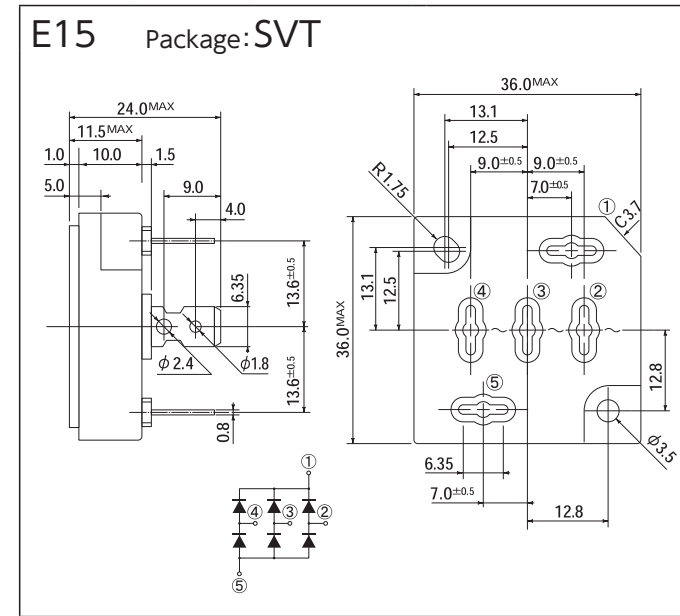 E15 Package:SVT
24.0MAX
11.5MAX
1.0 10.0 1.5
5.0 9.0
4.0
6.35
13.6±0.5
13.6±0.5
φ2.4 φ1.8
0.8
36.0MAX
13.1
12.5
9.0±0.5 9.0±0.5
7.0±0.5
R1.75
① C3.7
13.1
12.5
36.0MAX
④ ③ ②
~ ~
⑤
12.8
6.35
7.0±0.5
12.8
φ3.5
①
④ ③ ②
⑤